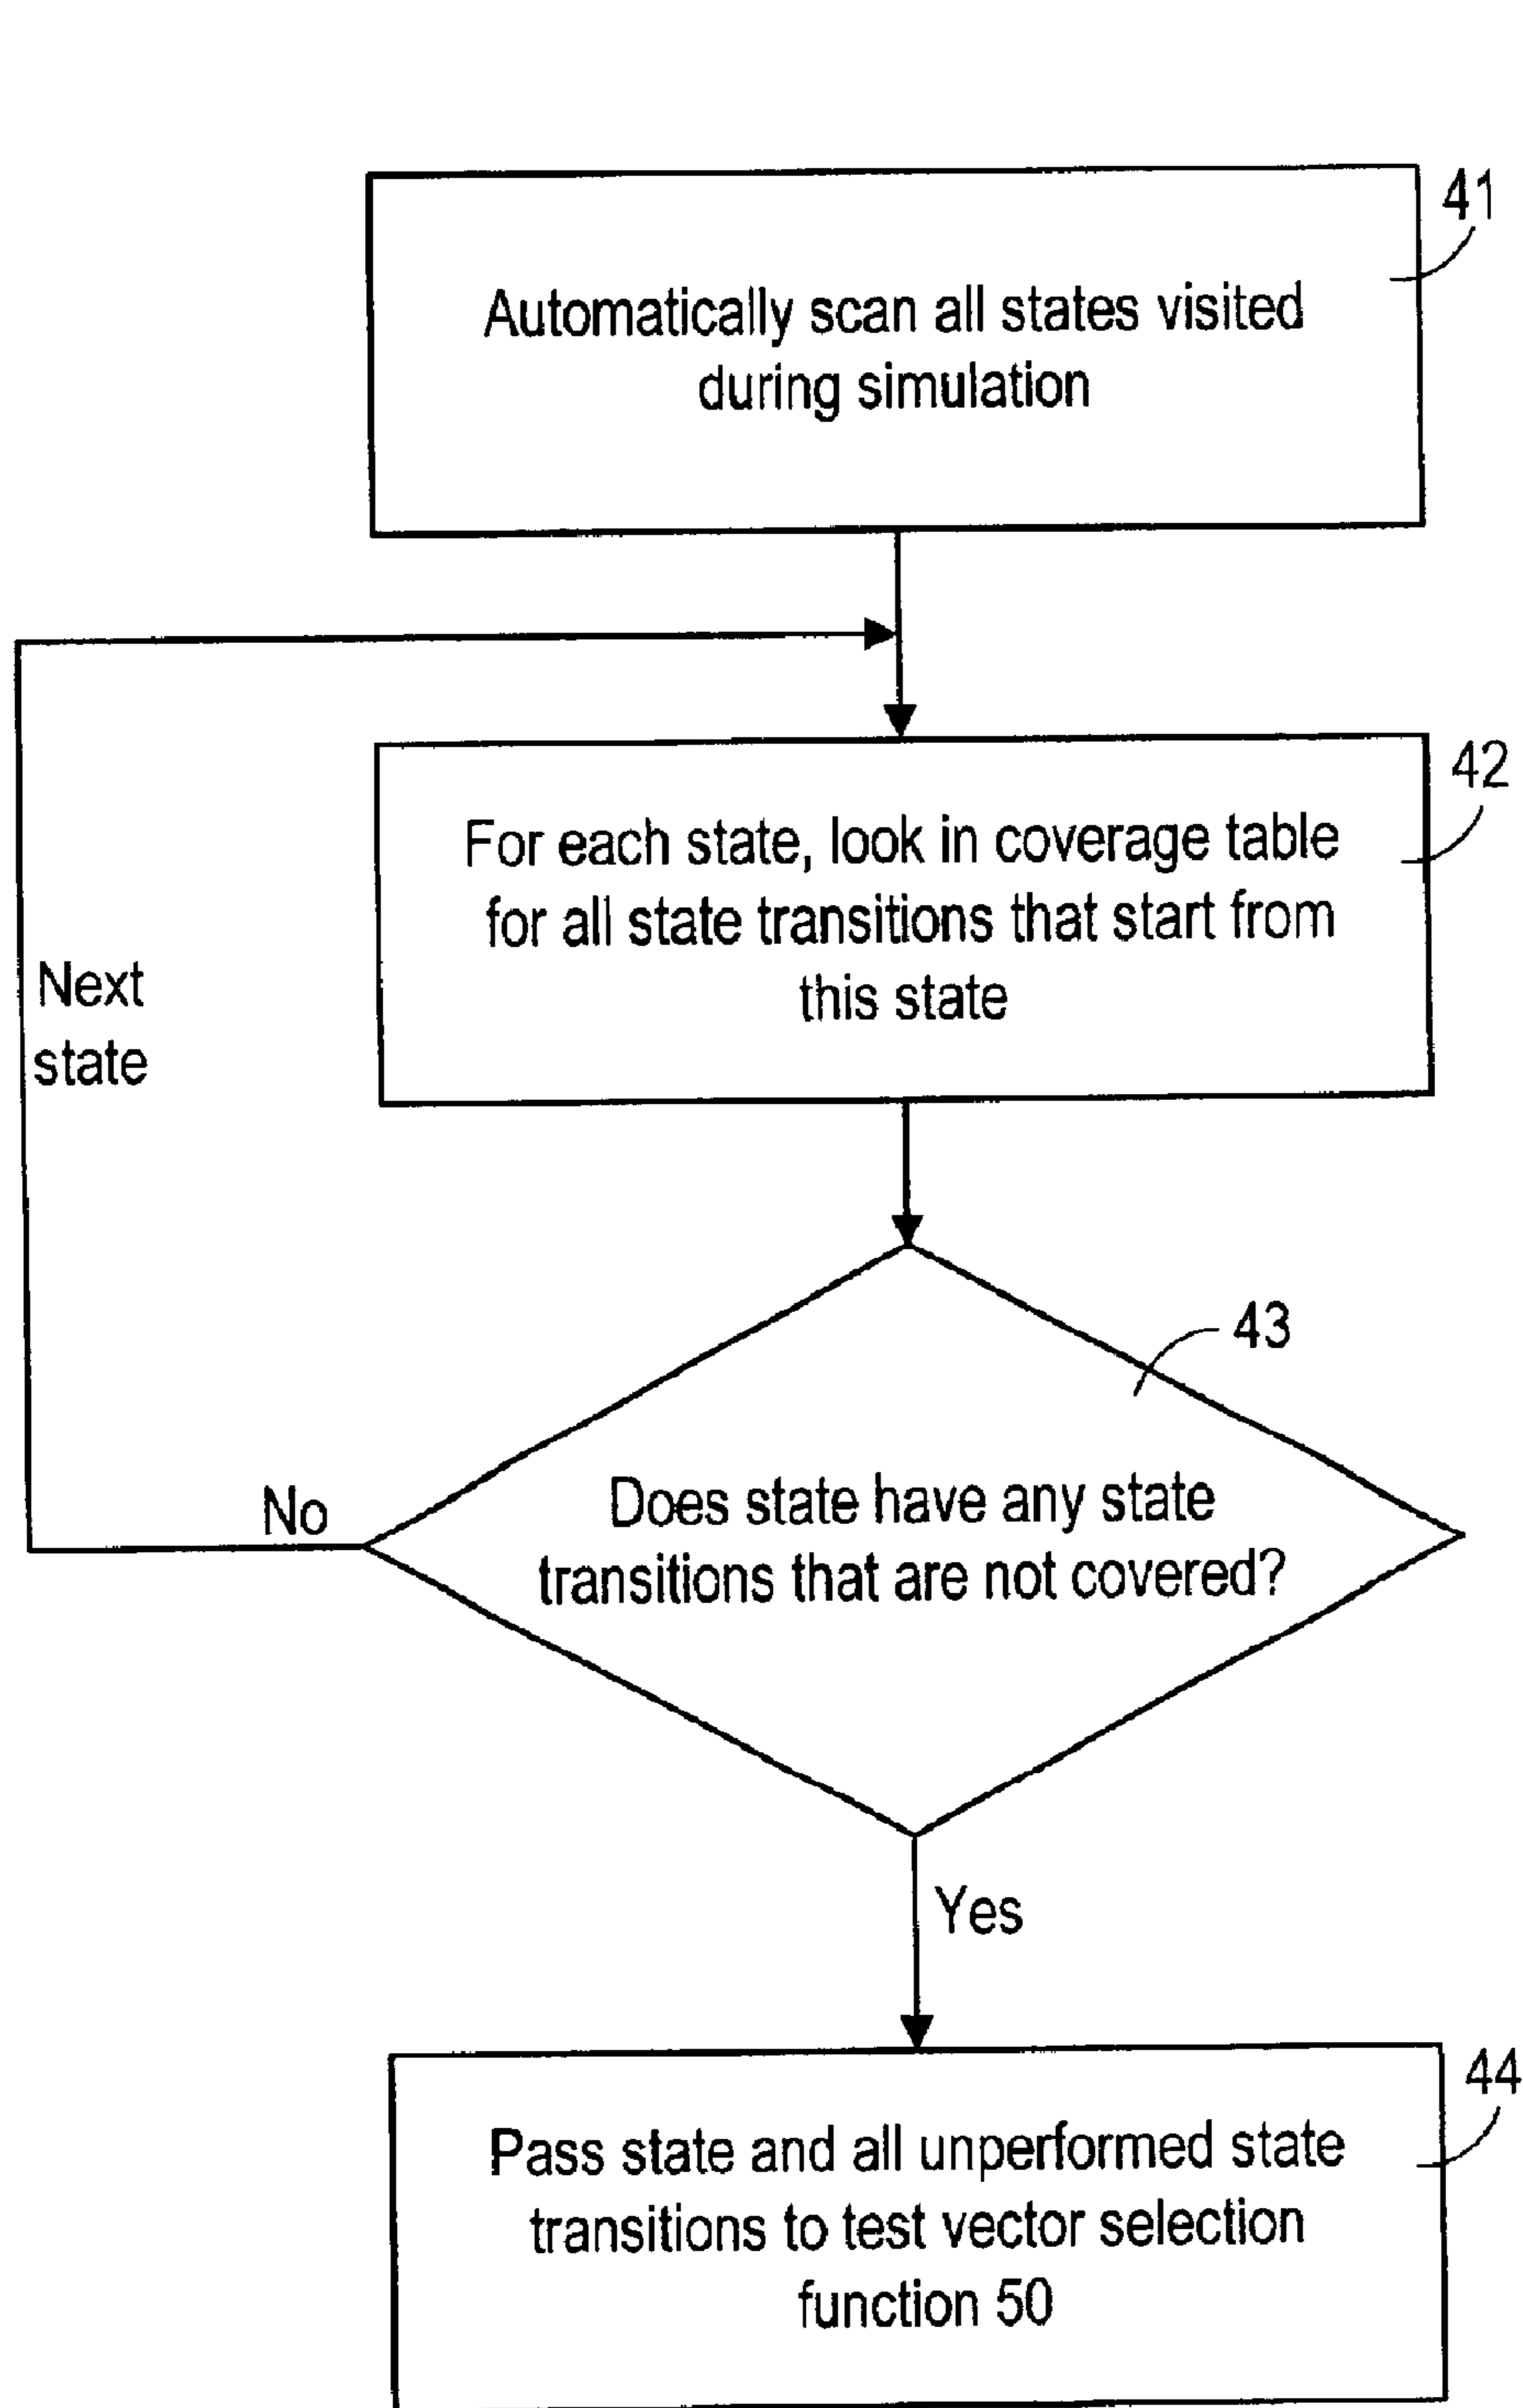 41
Automatically scan all states visited
during simulation
42
For each state, look in coverage table
for all state transitions that start from
this state
Next
state
43
Does state have any state
transitions that are not covered?
No
Yes
44
Pass state and all unperformed state
transitions to test vector selection
function 50